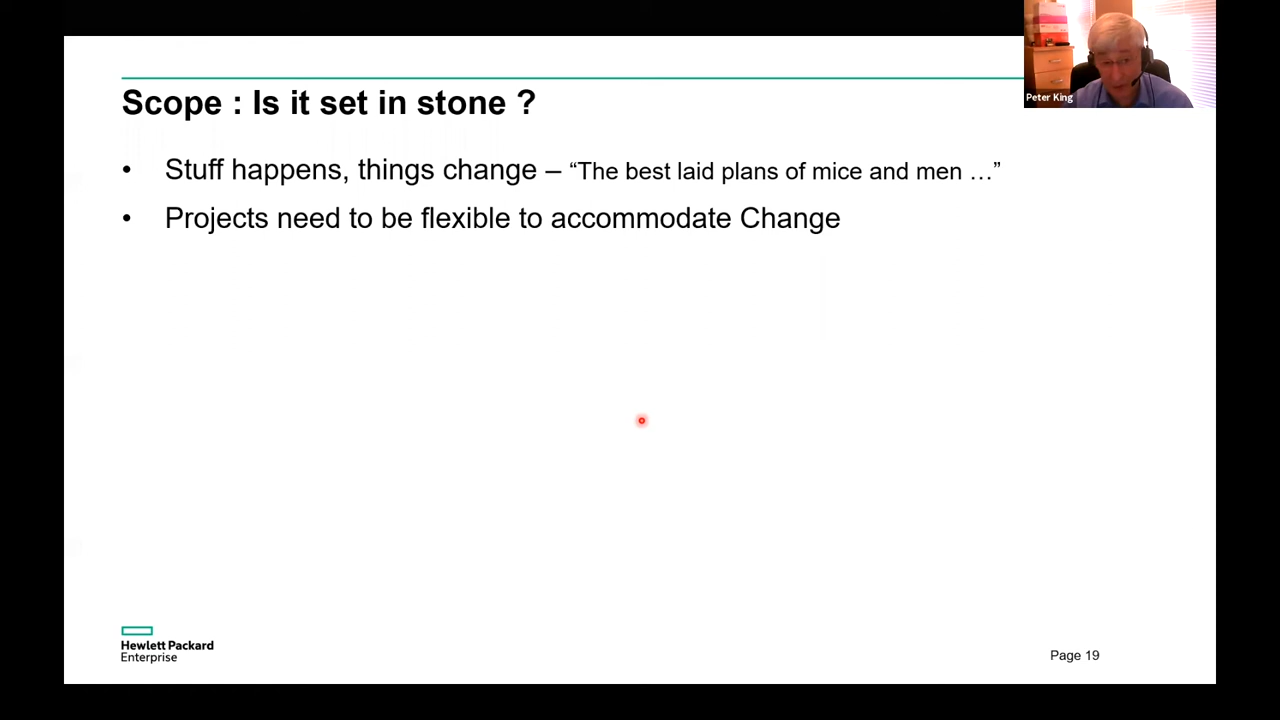 Scope : Is it set in stone ?
• Stuff happens, things change – “The best laid plans of mice and men …”
• Projects need to be flexible to accommodate Change
Peter King
Hewlett Packard
Enterprise
Page 19